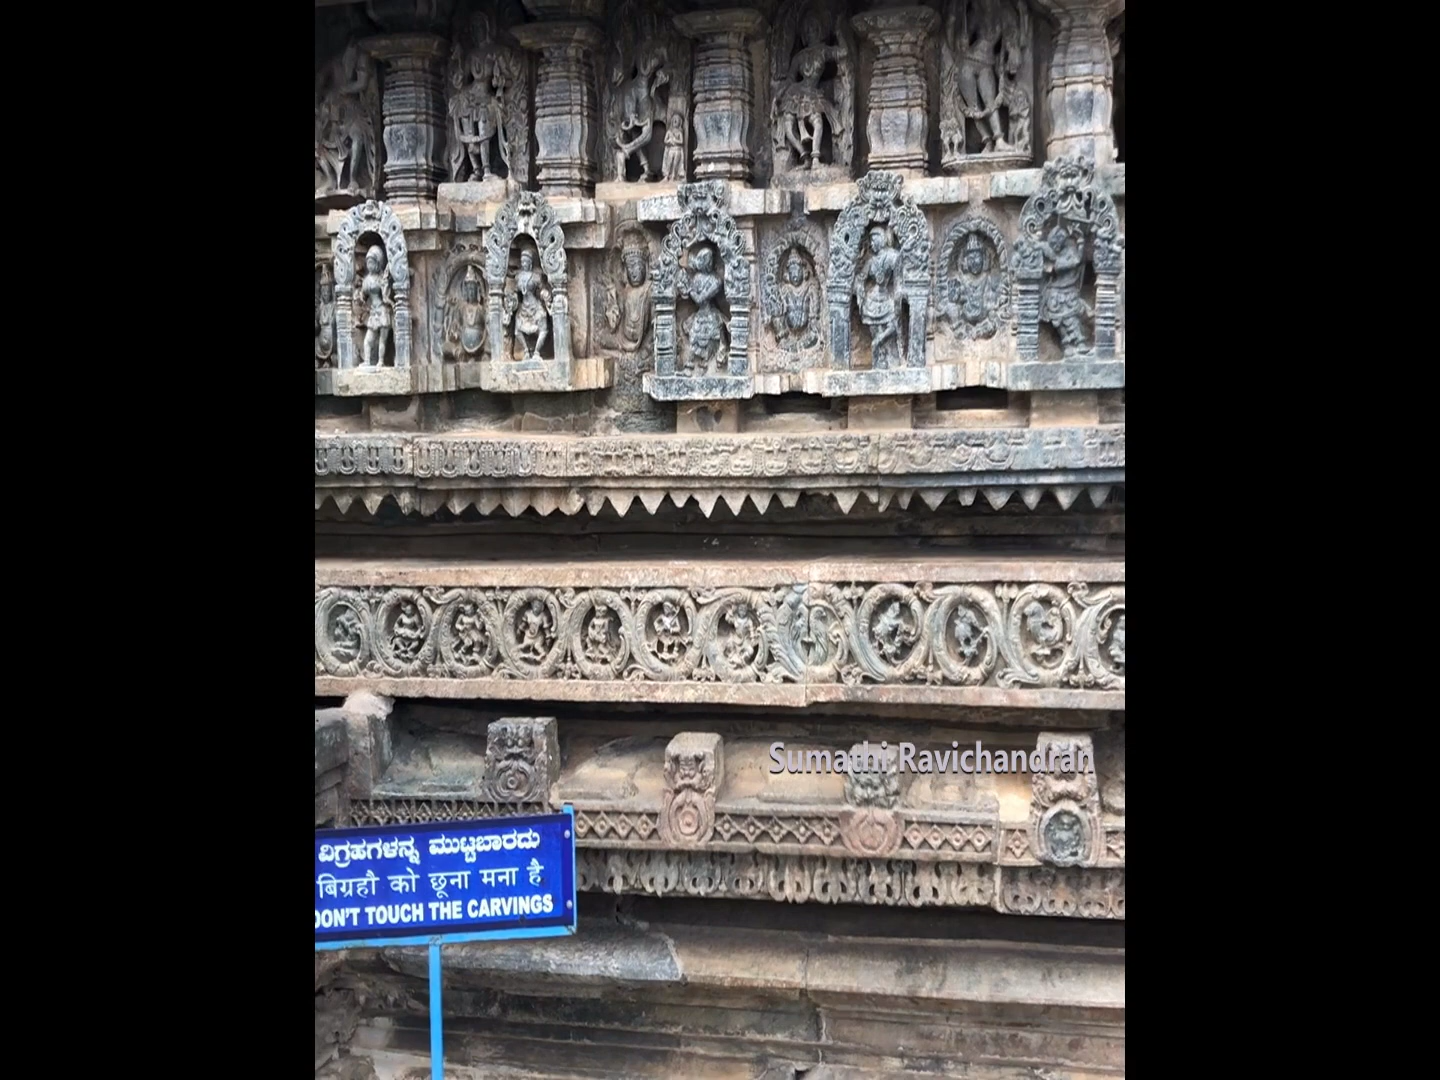 Sumathi Ravichandran
ವಿಗ್ರಹಗಳನ್ನ ಮುಟ್ಟಬಾರದು
बिग्रहौ को छूना मना है
DON'T TOUCH THE CARVINGS